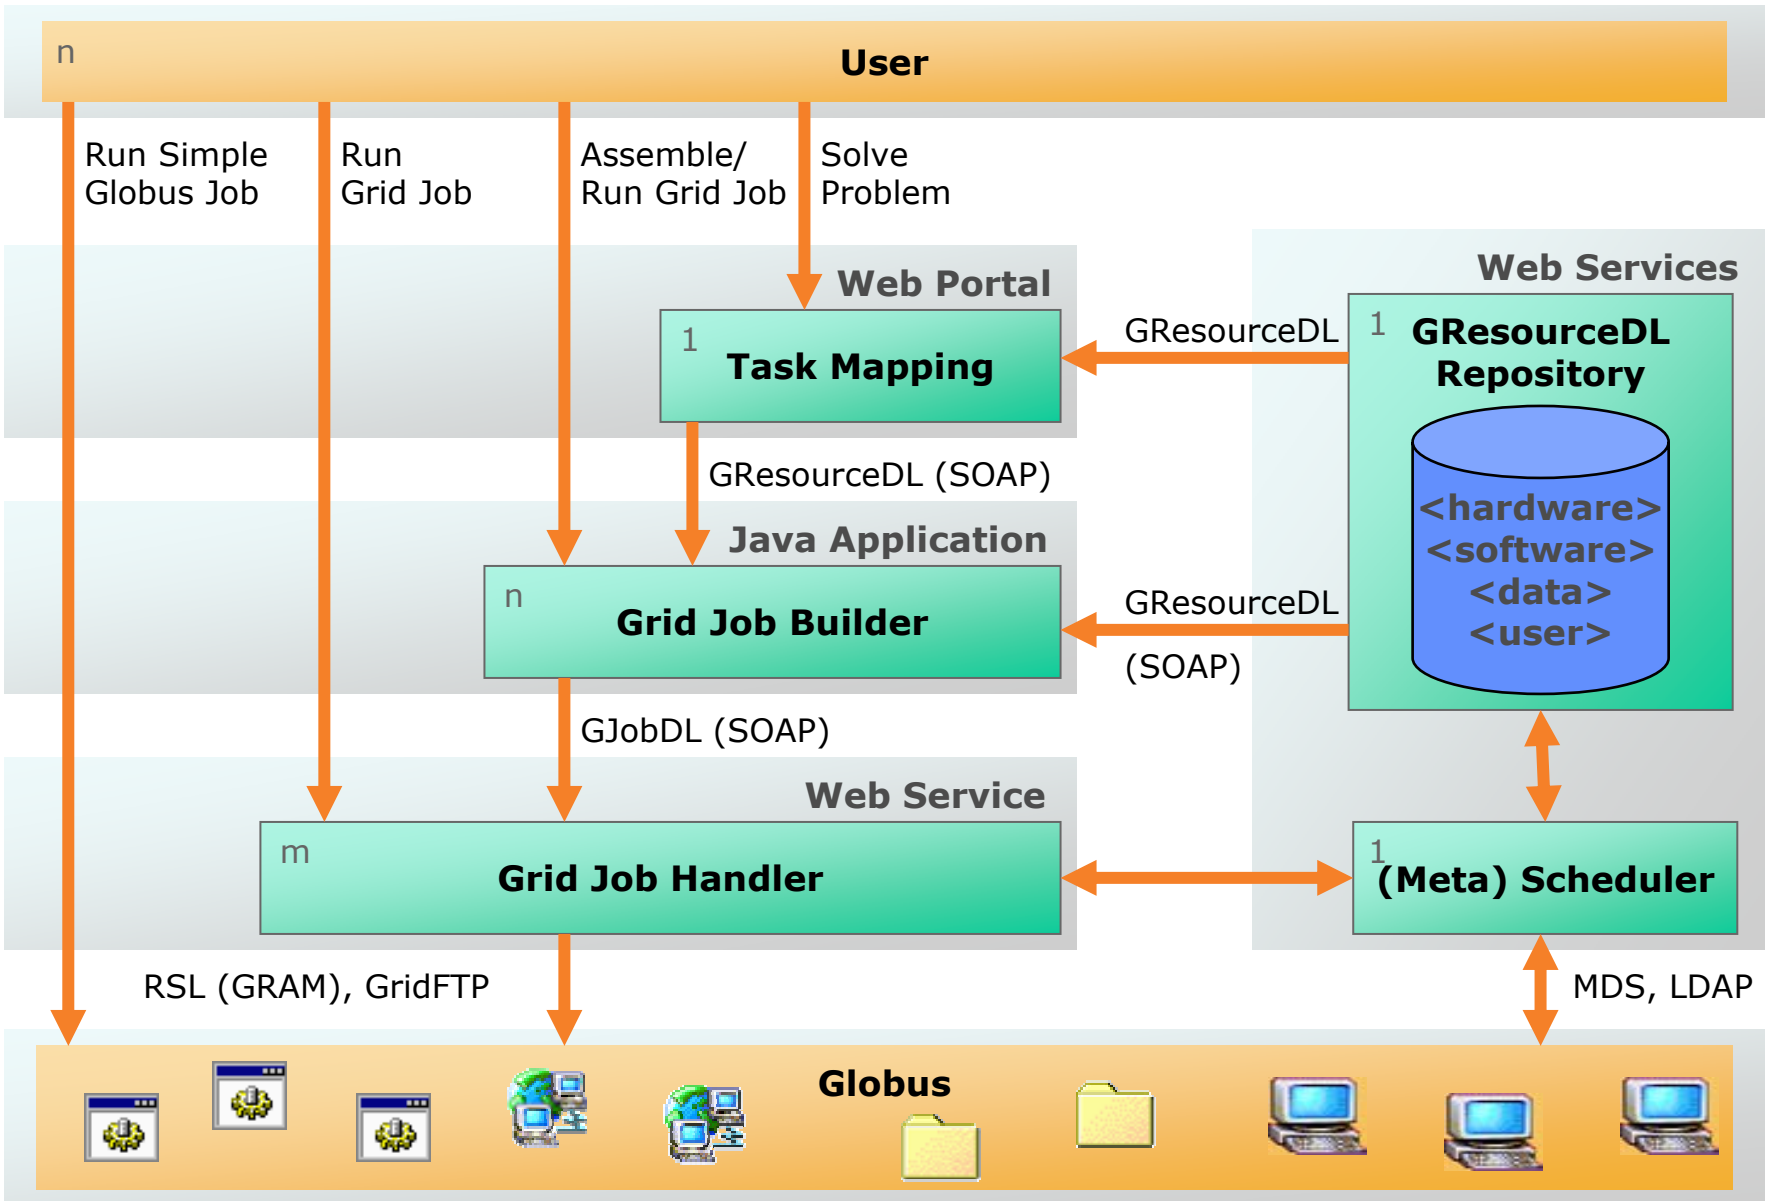 n
User
Run Simple
Globus Job
Run
Grid Job
Assemble/
Run Grid Job
Solve
Problem
Web Portal
1
Task Mapping
GResourceDL
Web Services
1
GResourceDL
Repository
<hardware>
<software>
<data>
<user>
GResourceDL (SOAP)
Java Application
n
Grid Job Builder
GResourceDL
(SOAP)
GJobDL (SOAP)
Web Service
m
Grid Job Handler
1
(Meta) Scheduler
RSL (GRAM), GridFTP
MDS, LDAP
Globus